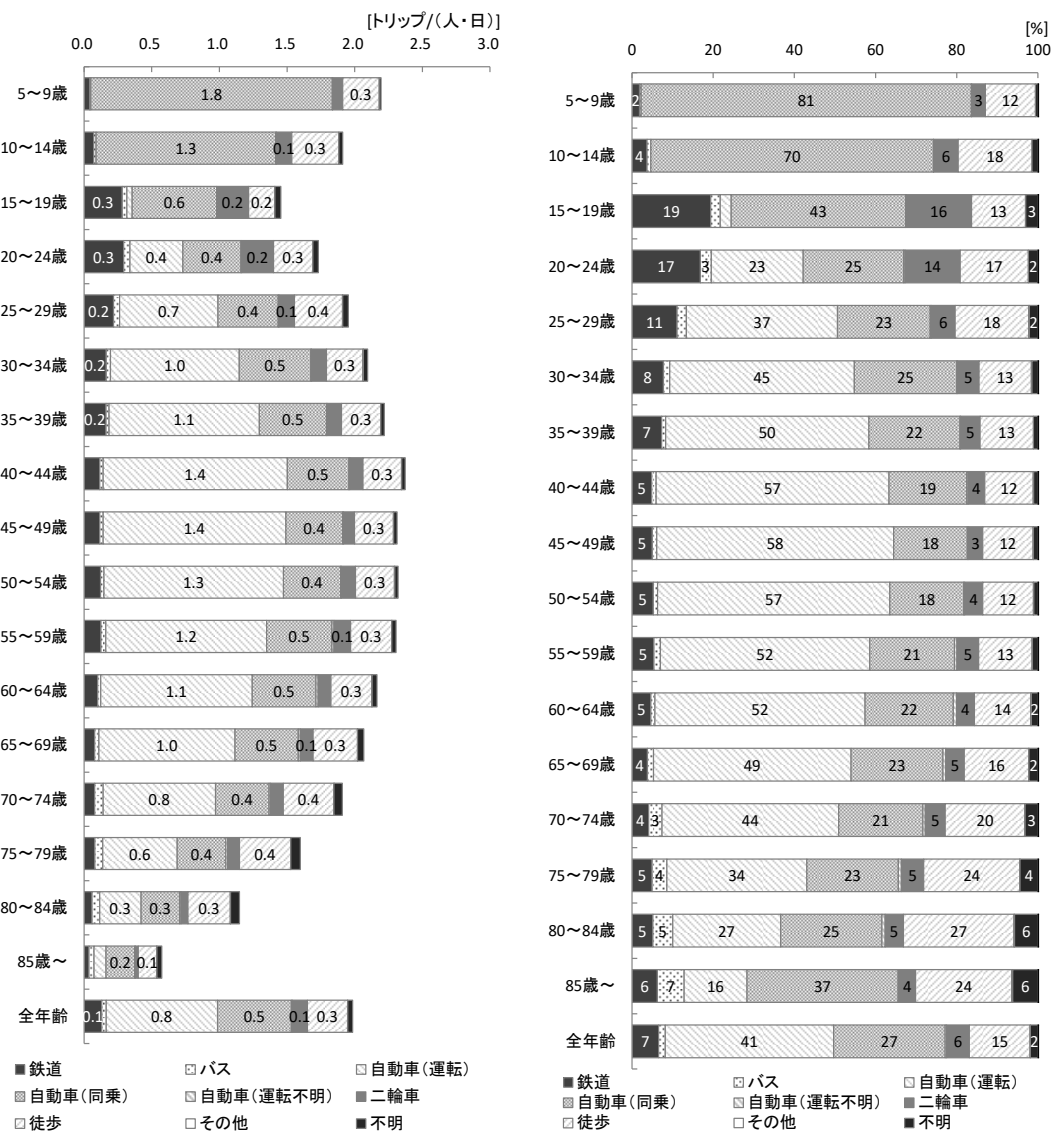 [トリップ/(人・日)]
0.0 0.5 1.0 1.5 2.0 2.5 3.0
5～9歳 1.8 0.3
10～14歳 1.3 0.1 0.3
15～19歳 0.3 0.6 0.2 0.2
20～24歳 0.3 0.4 0.4 0.2 0.3
25～29歳 0.2 0.7 0.4 0.1 0.4
30～34歳 0.2 1.0 0.5 0.3
35～39歳 0.2 1.1 0.5 0.3
40～44歳 1.4 0.5 0.3
45～49歳 1.4 0.4 0.3
50～54歳 1.3 0.4 0.3
55～59歳 1.2 0.5 0.1 0.3
60～64歳 1.1 0.5 0.3
65～69歳 1.0 0.5 0.1 0.3
70～74歳 0.8 0.4 0.4
75～79歳 0.6 0.4 0.4
80～84歳 0.3 0.3 0.3
85歳～ 0.2 0.1
全年齢 0.1 0.8 0.5 0.1 0.3
鉄道 バス 自動車(運転)
自動車(同乗) 自動車(運転不明) 二輪車
徒歩 その他 不明
[%]
0 20 40 60 80 100
5～9歳 2 81 3 12
10～14歳 4 70 6 18
15～19歳 19 43 16 13 3
20～24歳 17 3 23 25 14 17 2
25～29歳 11 37 23 6 18 2
30～34歳 8 45 25 5 13
35～39歳 7 50 22 5 13
40～44歳 5 57 19 4 12
45～49歳 5 58 18 3 12
50～54歳 5 57 18 4 12
55～59歳 5 52 21 5 13
60～64歳 5 52 22 4 14 2
65～69歳 4 49 23 5 16 2
70～74歳 4 3 44 21 5 20 3
75～79歳 5 4 34 23 5 24 4
80～84歳 5 5 27 25 5 27 6
85歳～ 6 7 16 37 4 24 6
全年齢 7 41 27 6 15 2
鉄道 バス 自動車(運転)
自動車(同乗) 自動車(運転不明) 二輪車
徒歩 その他 不明